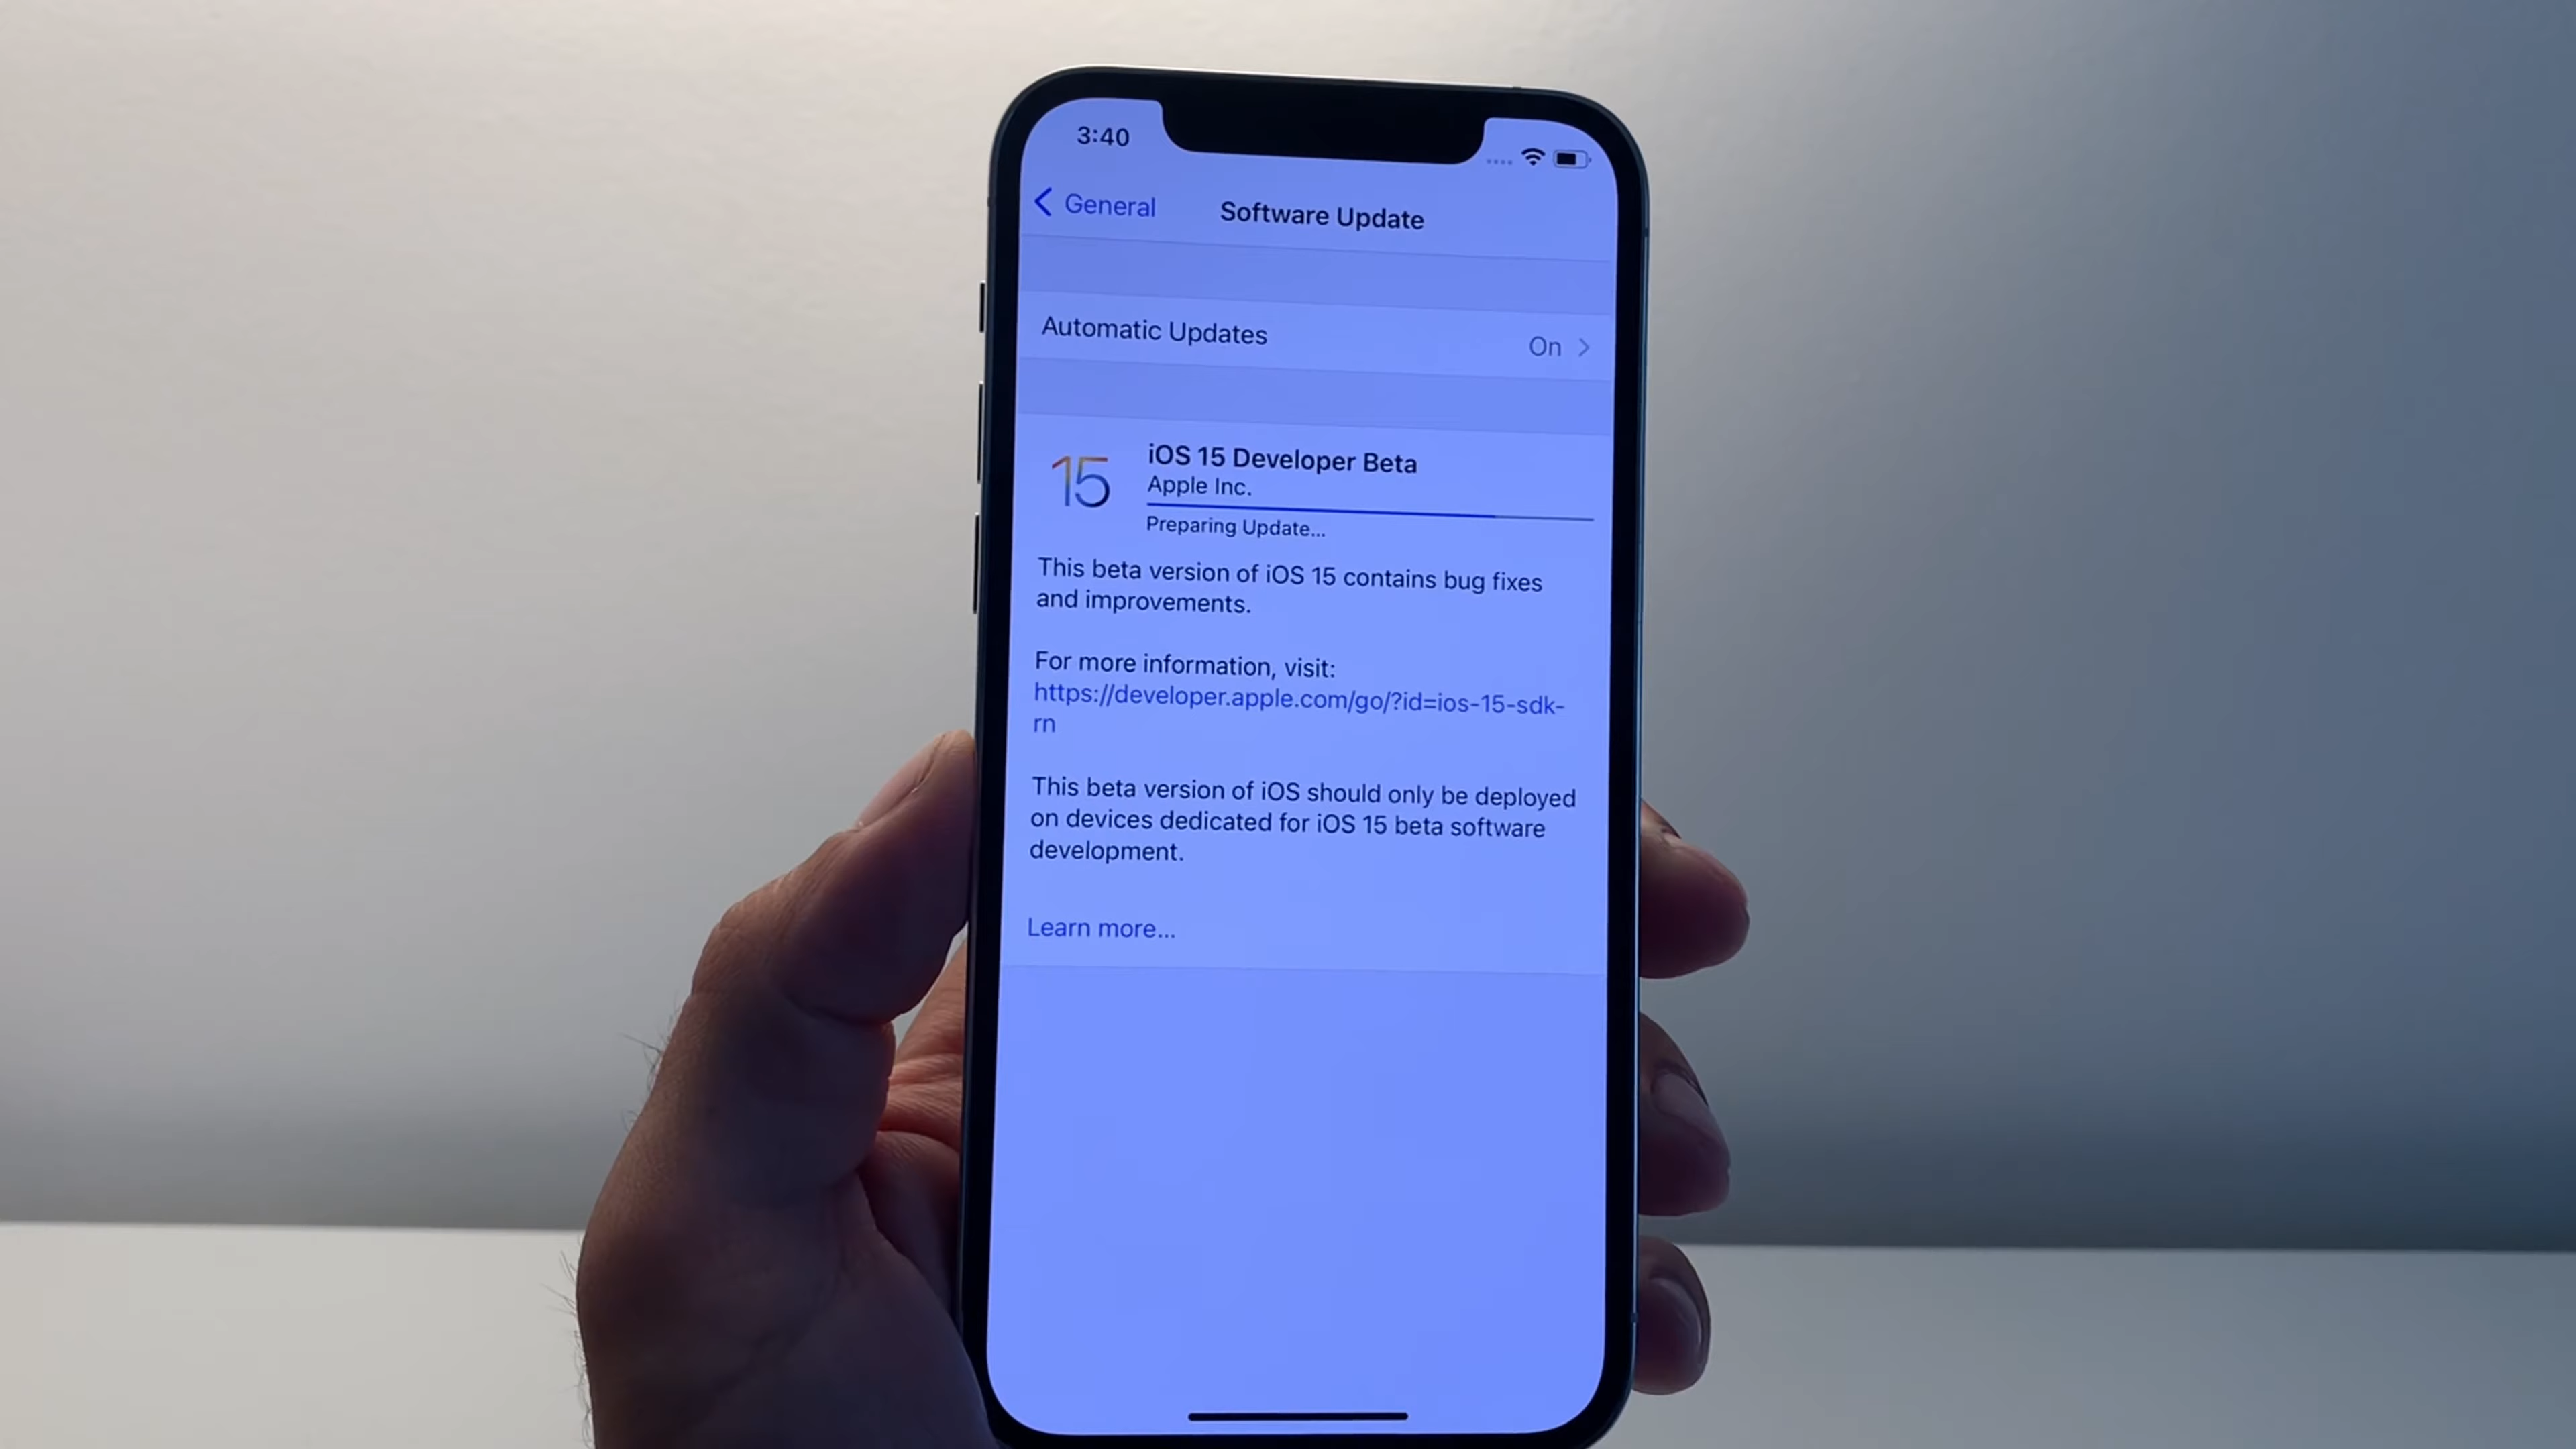 3:40
General
Software Update
Automatic Updates
On
15
iOS 15 Developer Beta
Apple Inc.
Preparing Update...
This beta version of iOS 15 contains bug fixes
and improvements.
For more information, visit:
https://developer.apple.com/go/?id=ios-15-sdk-
rn
This beta version of iOS should only be deployed
on devices dedicated for iOS 15 beta software
development.
Learn more...